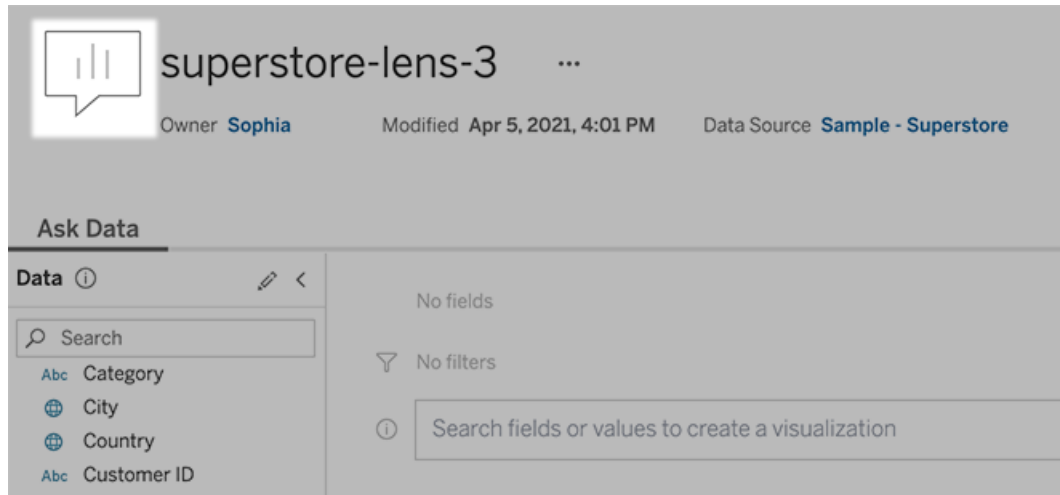 superstore-lens-3 ...
Owner Sophia Modified Apr 5, 2021, 4:01 PM Data Source Sample - Superstore
Ask Data
Data
Search
Abc Category
City
Country
Abc Customer ID
No fields
No filters
Search fields or values to create a visualization